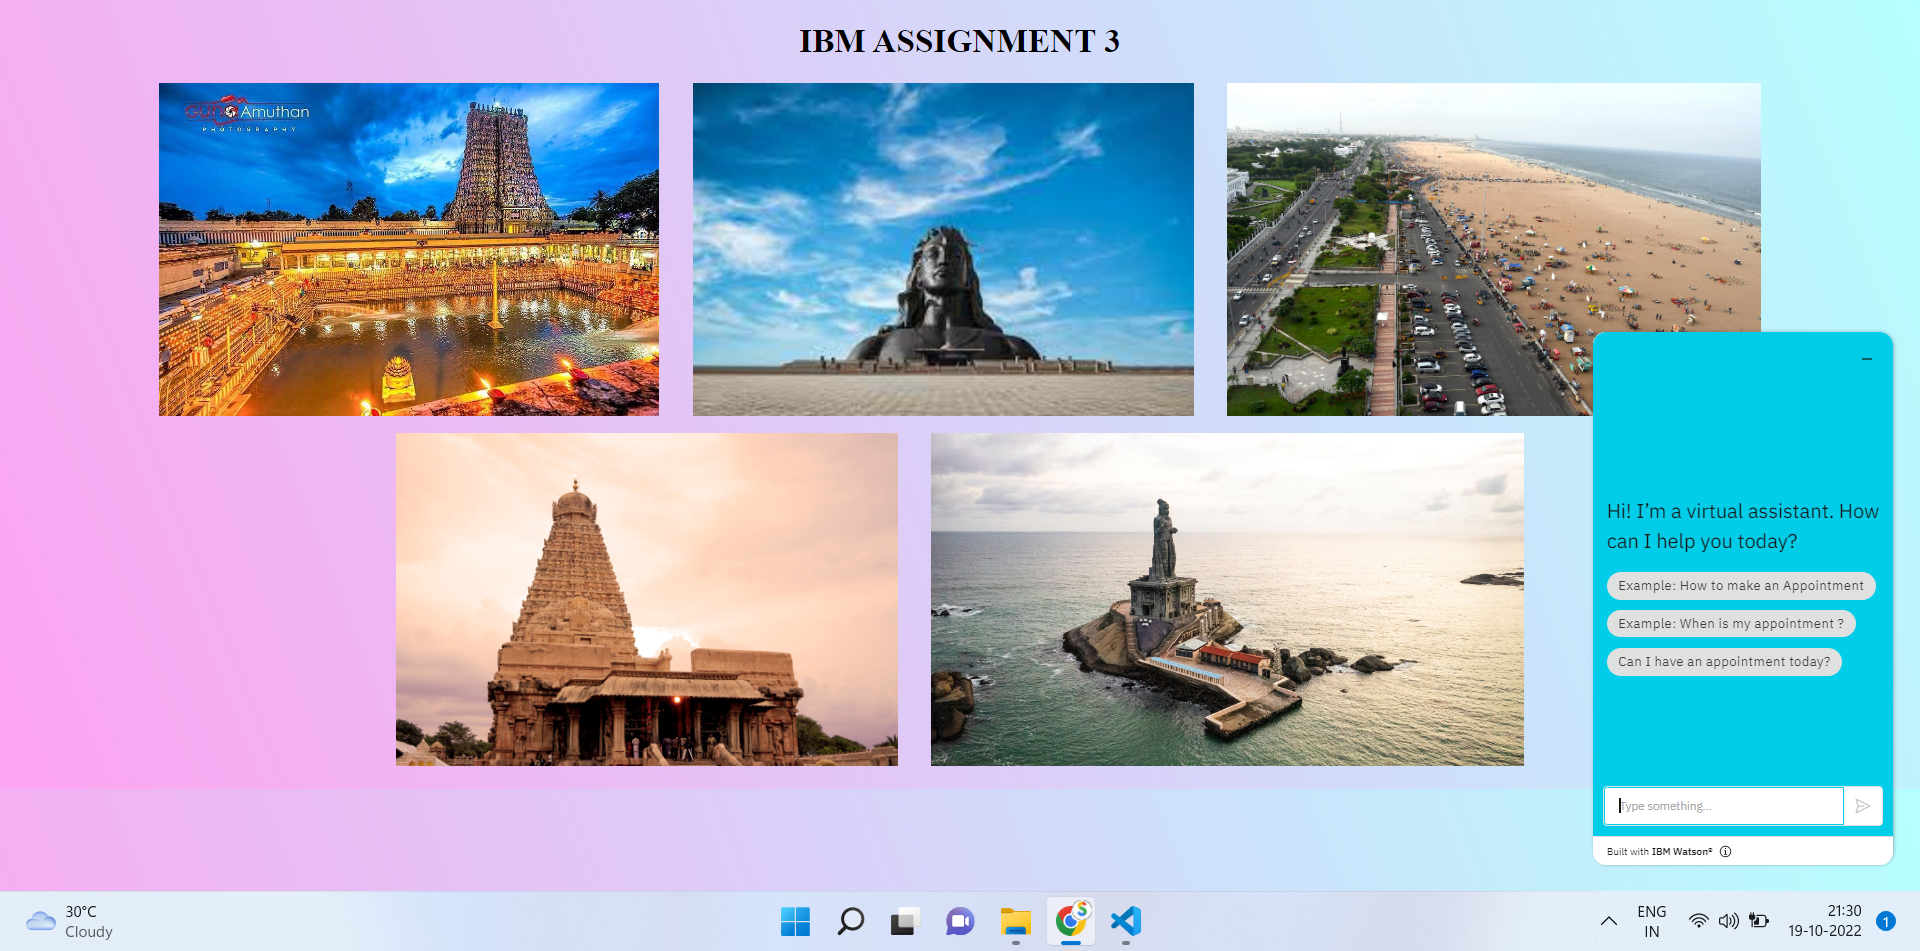 IBM ASSIGNMENT 3
GUNA Amuthan
PHOTOGRAPHY
Hi! I'm a virtual assistant. How
can I help you today?
Example: How to make an Appointment
Example: When is my appointment ?
Can I have an appointment today?
Type something...
Built with IBM Watson®
30°C
Cloudy
ENG
IN
21:30
19-10-2022
1